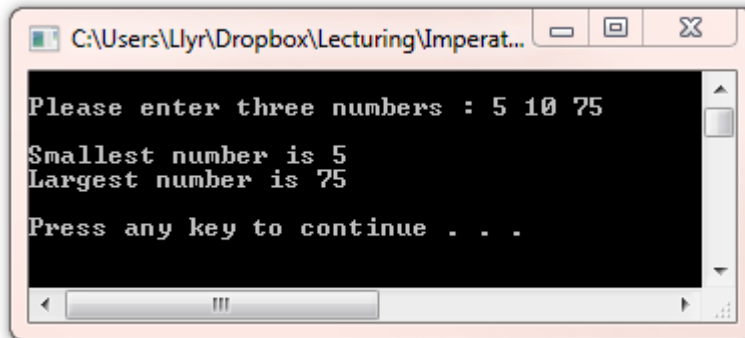 C:\Users\Llyr\Dropbox\Lecturing\Imperat...
Please enter three numbers : 5 10 75
Smallest number is 5
Largest number is 75
Press any key to continue . . .